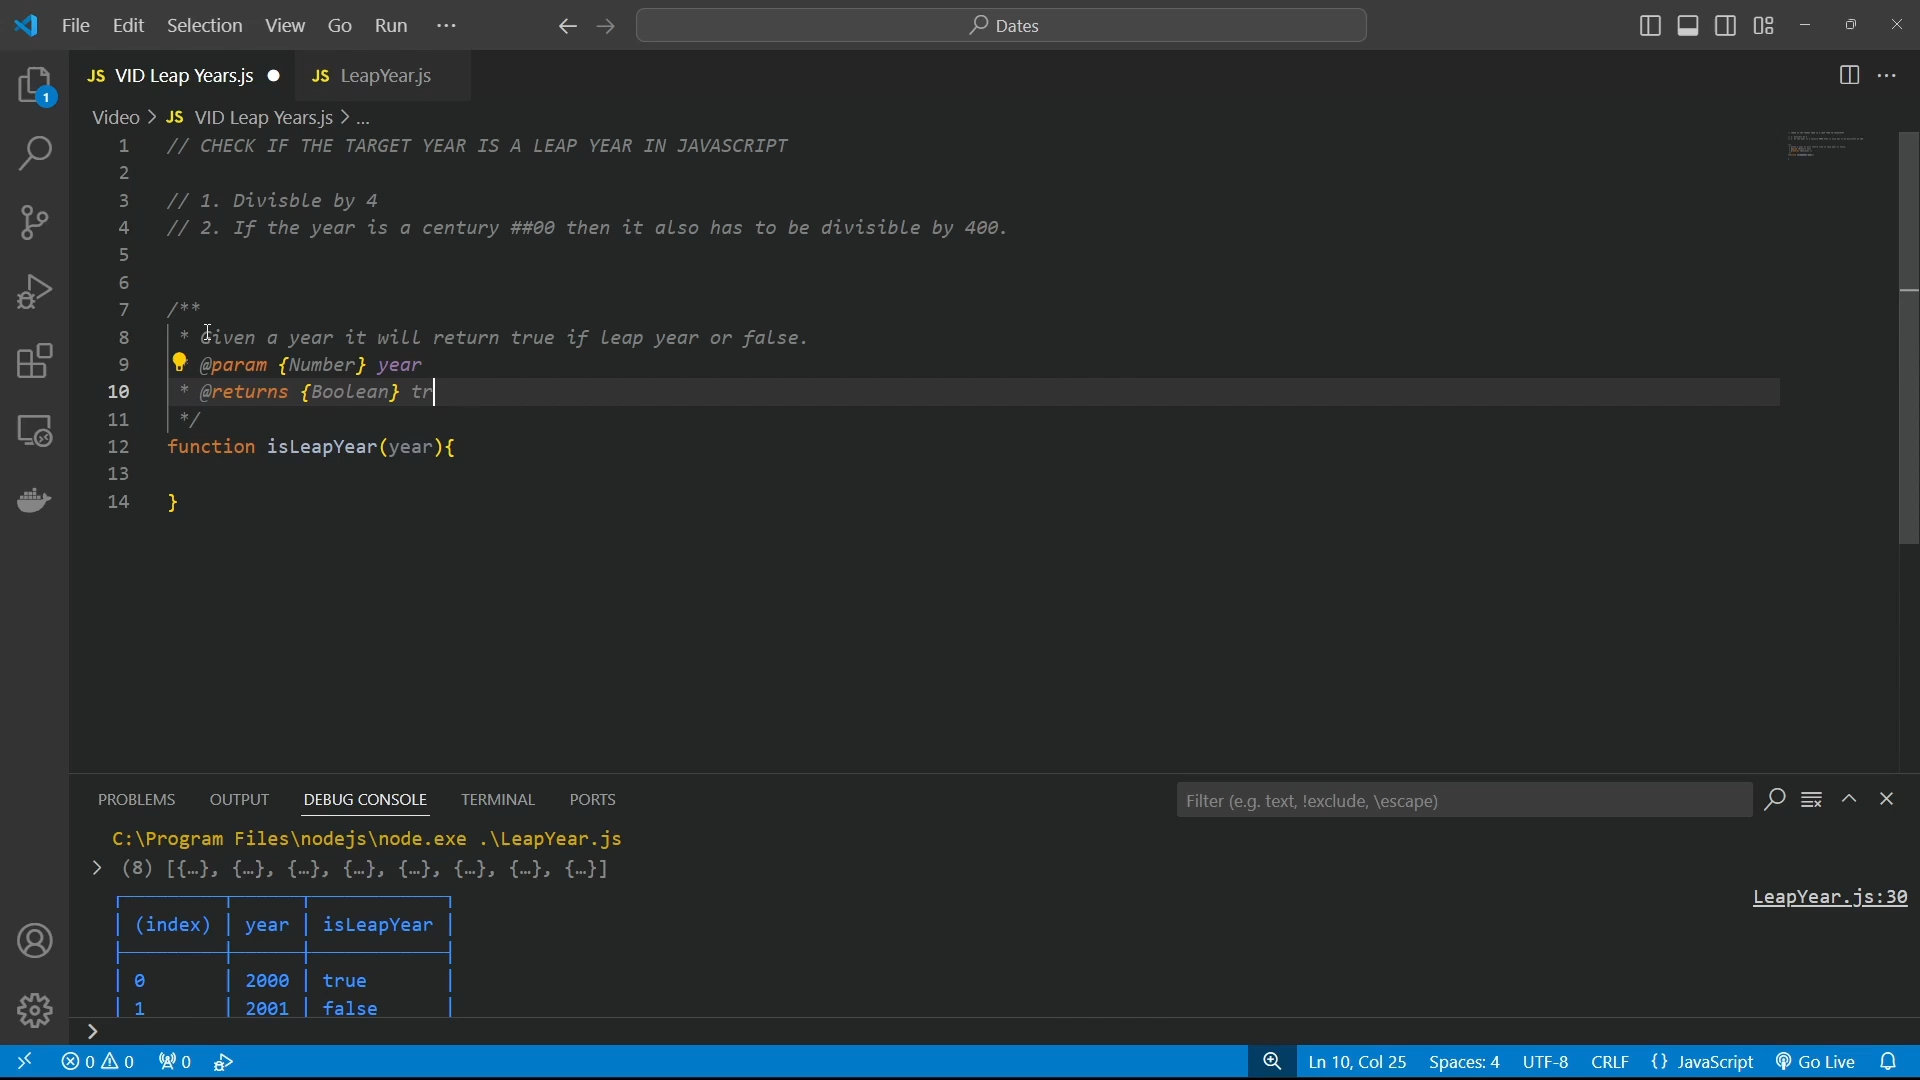 File Edit Selection View Go Run ··· Dates
JS VID Leap Years.js JS LeapYear.js
Video > JS VID Leap Years.js > ...
1 // CHECK IF THE TARGET YEAR IS A LEAP YEAR IN JAVASCRIPT
2
3 // 1. Divisble by 4
4 // 2. If the year is a century ##00 then it also has to be divisible by 400.
5
6
7 /**
8 * Given a year it will return true if leap year or false.
9 @param {Number} year
10 * @returns {Boolean} tr
11 */
12 function isLeapYear(year){
13
14 }
PROBLEMS OUTPUT DEBUG CONSOLE TERMINAL PORTS Filter (e.g. text, !exclude, \escape)
C:\Program Files\nodejs\node.exe .\LeapYear.js
> (8) [{…}, {…}, {…}, {…}, {…}, {…}, {…}, {…}]
LeapYear.js:30
(index) year isLeapYear
0 2000 true
1 2001 false
>
0 0 0 Ln 10, Col 25 Spaces: 4 UTF-8 CRLF {} JavaScript Go Live